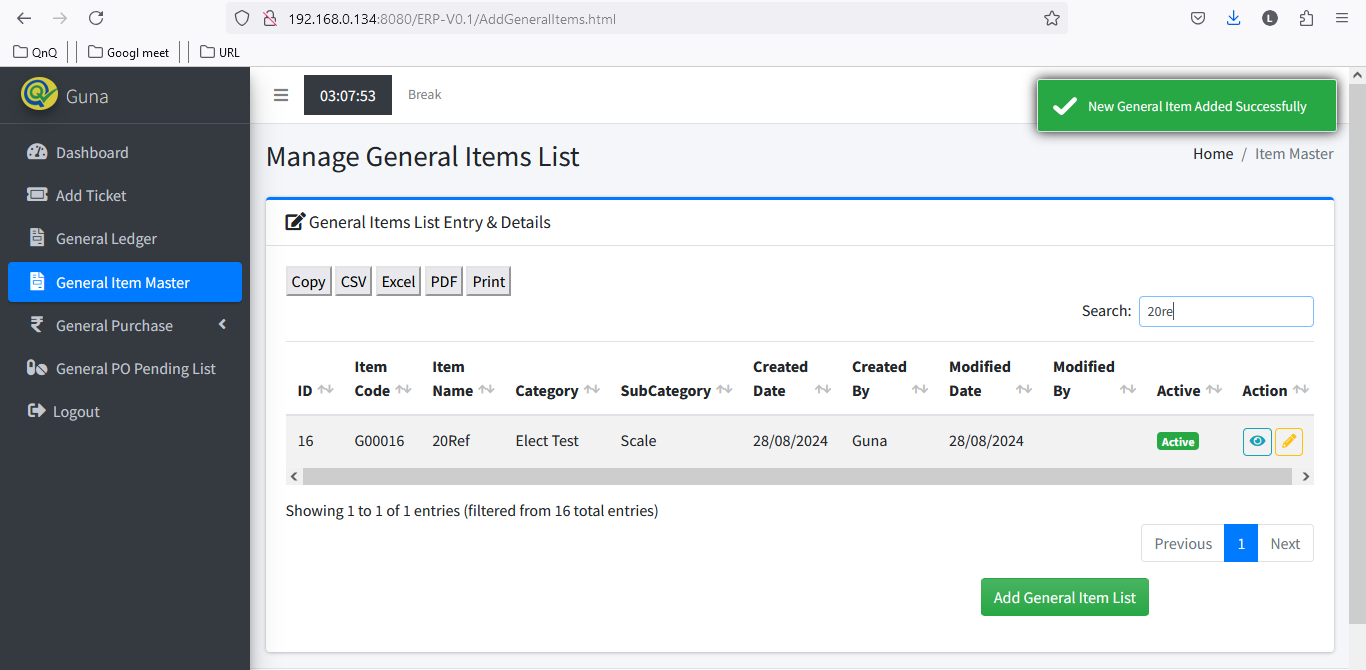 192.168.0.134:8080/ERP-V0.1/AddGeneralItems.html
L
QnQ
Googl meet
URL
Guna
03:07:53
Break
New General Item Added Successfully
Dashboard
Add Ticket
General Ledger
General Item Master
General Purchase
General PO Pending List
Logout
Manage General Items List
Home / Item Master
General Items List Entry & Details
Copy CSV Excel PDF Print
Search: 20re
ID Item Code Item Name Category SubCategory Created Date Created By Modified Date Modified By Active Action
16 G00016 20Ref Elect Test Scale 28/08/2024 Guna 28/08/2024 Active
Showing 1 to 1 of 1 entries (filtered from 16 total entries)
Previous 1 Next
Add General Item List